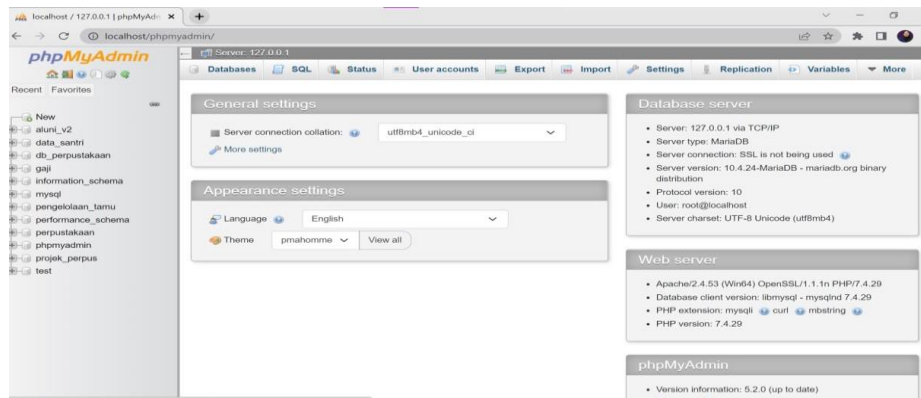 localhost / 127.0.0.1 | phpMyAd
localhost/phpmyadmin/
phpMyAdmin
Recent Favorites
New
aluni_v2
data_santri
db_perpustakaan
gaji
information_schema
mysql
pengelolaan_tamu
performance_schema
perpustakaan
phpmyadmin
projek_perpus
test
Server: 127.0.0.1
Databases SQL Status User accounts Export Import Settings Replication Variables More
General settings
Server connection collation: utf8mb4_unicode_ci
More settings
Appearance settings
Language English
Theme pmahomme View all
Database server
• Server: 127.0.0.1 via TCP/IP
• Server type: MariaDB
• Server connection: SSL is not being used
• Server version: 10.4.24-MariaDB - mariadb.org binary
distribution
• Protocol version: 10
• User: root@localhost
• Server charset: UTF-8 Unicode (utf8mb4)
Web server
• Apache/2.4.53 (Win64) OpenSSL/1.1.1n PHP/7.4.29
• Database client version: libmysql - mysqlnd 7.4.29
• PHP extension: mysqli curl mbstring
• PHP version: 7.4.29
phpMyAdmin
• Version information: 5.2.0 (up to date)